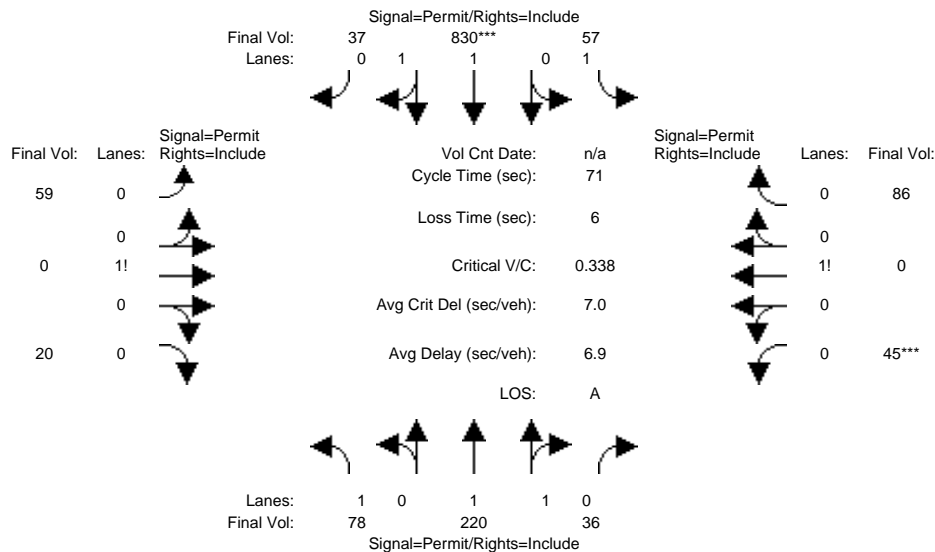 Signal=Permit/Rights=Include
Final Vol: 37 830*** 57
Lanes: 0 1 1 0 1
Signal=Permit
Final Vol: Lanes: Rights=Include
Vol Cnt Date: n/a
Signal=Permit
Rights=Include Lanes: Final Vol:
Cycle Time (sec): 71
59 0
0 86
Loss Time (sec): 6
0
0
0 1!
Critical V/C: 0.338
1! 0
0
Avg Crit Del (sec/veh): 7.0
0
20 0
Avg Delay (sec/veh): 6.9
0 45***
LOS: A
Lanes: 1 0 1 1 0
Final Vol: 78 220 36
Signal=Permit/Rights=Include